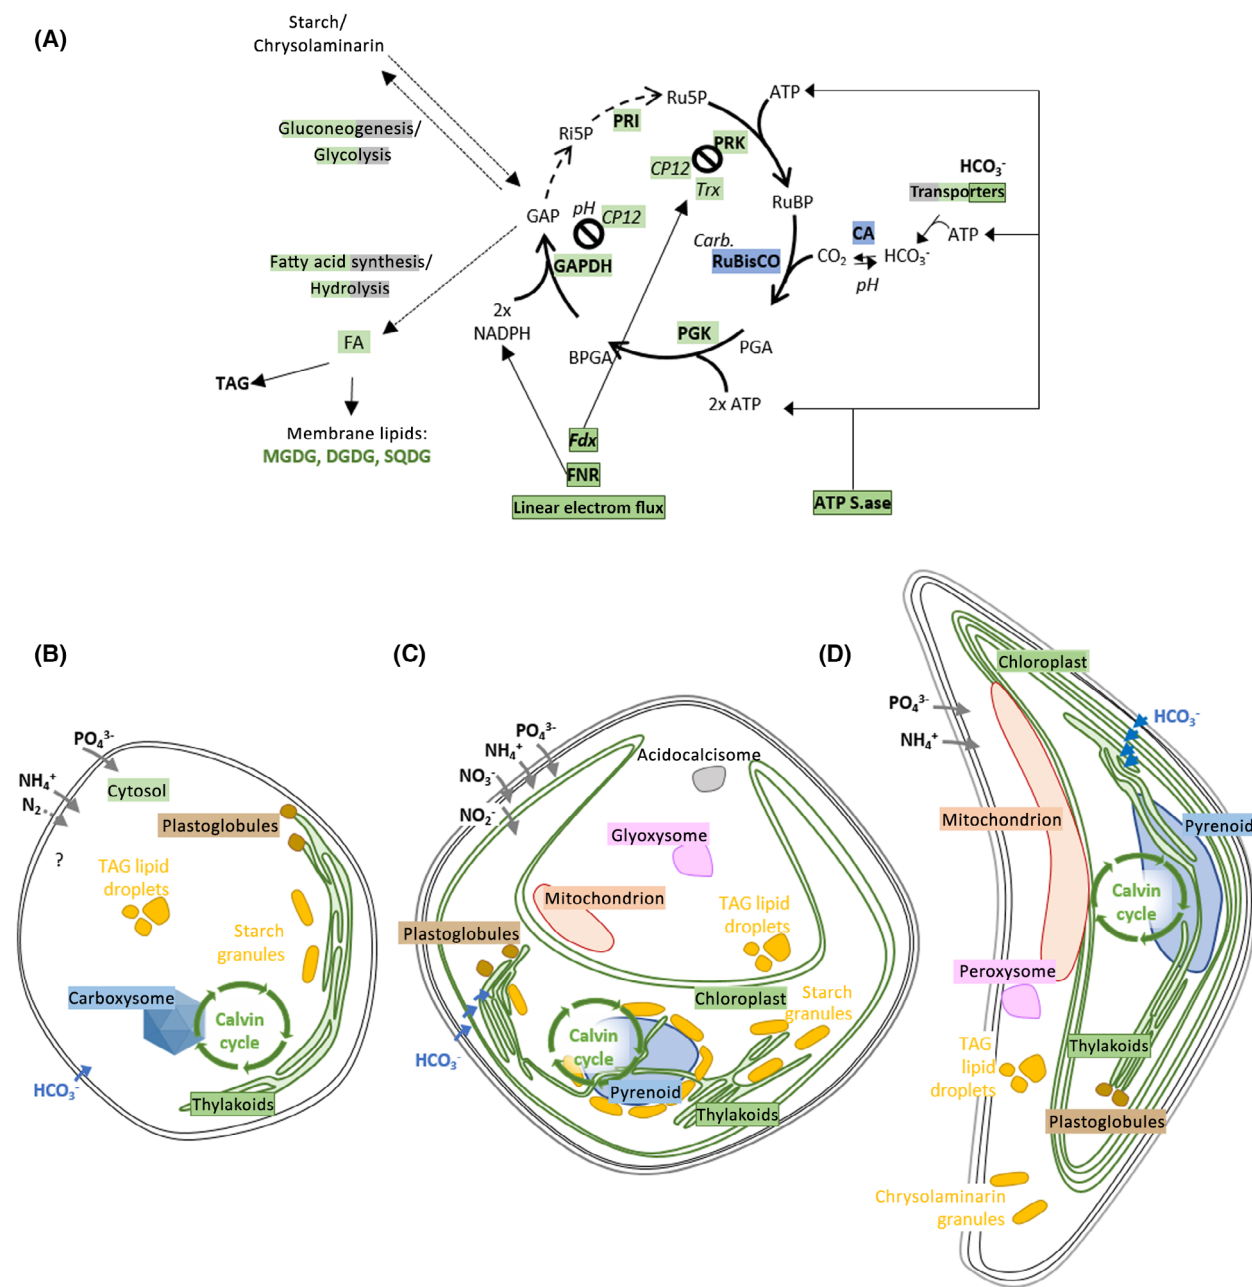 (A)
Starch/
Chrysolaminarin
Gluconeogenesis/
Glycolysis
Fatty acid synthesis/
Hydrolysis
FA
TAG
Membrane lipids:
MGDG, DGDG, SQDG
Ru5P
ATP
PRI
Ri5P
PRK
CP12
Trx
HCO₃⁻
Transporters
GAP
pH
CP12
RuBP
ATP
Carb.
CA
RuBisCO
CO₂
HCO₃⁻
pH
GAPDH
2x
NADPH
PGK
PGA
BPGA
2x ATP
Fdx
FNR
Linear electrom flux
ATP S.ase
(B)
PO₄³⁻
NH₄⁺
N₂
?
Cytosol
Plastoglubules
TAG lipid
droplets
Starch
granules
Carboxysome
Calvin
cycle
HCO₃⁻
Thylakoids
(C)
PO₄³⁻
NH₄⁺
NO₃⁻
NO₂⁻
Acidocalcisome
Glyoxysome
Mitochondrion
TAG lipid
droplets
Plastoglubules
Chloroplast
Starch
granules
Calvin
cycle
HCO₃⁻
Pyrenoid
Thylakoids
(D)
Chloroplast
PO₄³⁻
NH₄⁺
HCO₃⁻
Mitochondrion
Pyrenoid
Calvin
cycle
Peroxysome
Thylakoids
TAG
lipid
droplets
Plastoglubules
Chrysolaminarin
granules